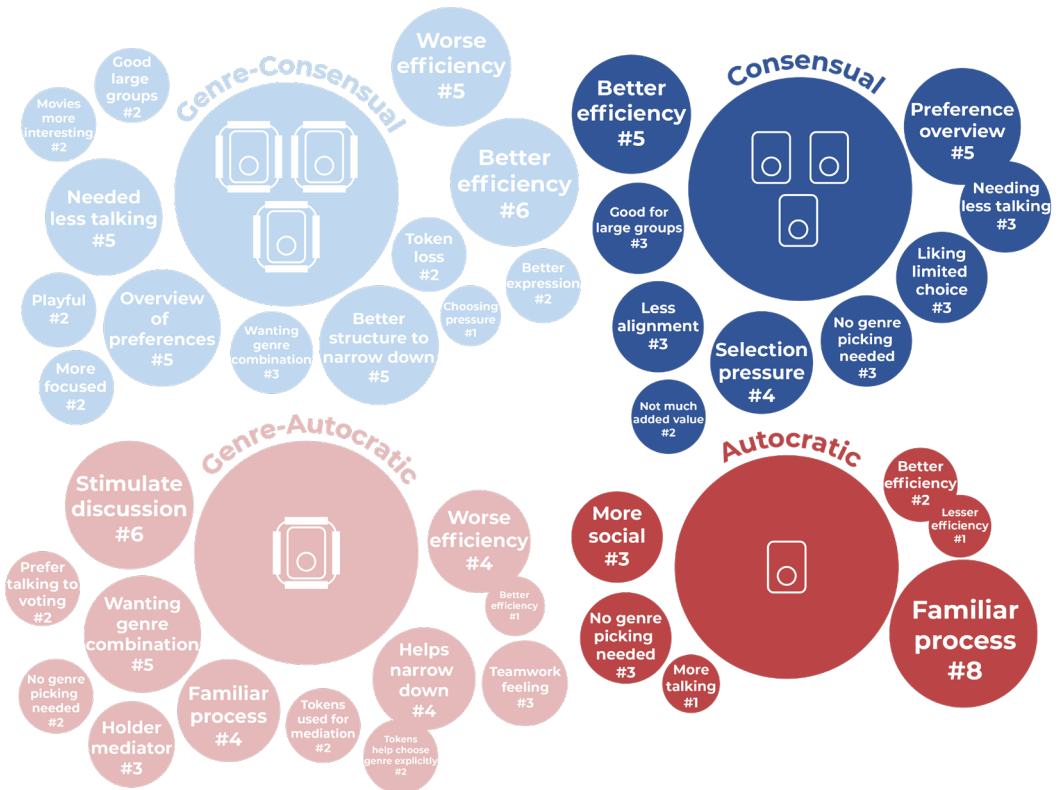 Genre-Consensual
Worse
efficiency
#5
Good
large
groups
#2
Movies
more
interesting
#2
Better
efficiency
#6
Needed
less talking
#5
Token
loss
#2
Better
expression
#2
Playful
#2
Overview
of
preferences
#5
Wanting
genre
combination
#3
Better
structure to
narrow down
#5
Choosing
pressure
#1
More
focused
#2
Consensual
Better
efficiency
#5
Preference
overview
#5
Needing
less talking
#3
Good for
large groups
#3
Liking
limited
choice
#3
Less
alignment
#3
Selection
pressure
#4
No genre
picking
needed
#3
Not much
added value
#2
Genre-Autocratic
Stimulate
discussion
#6
Worse
efficiency
#4
Better
efficiency
#1
Prefer
talking to
voting
#2
Wanting
genre
combination
#5
Helps
narrow
down
#4
Teamwork
feeling
#3
No genre
picking
needed
#2
Familiar
process
#4
Tokens
used for
mediation
#2
Holder
mediator
#3
Tokens
help choose
genre explicitly
#2
Autocratic
Better
efficiency
#2
Lesser
efficiency
#1
More
social
#3
No genre
picking
needed
#3
More
talking
#1
Familiar
process
#8